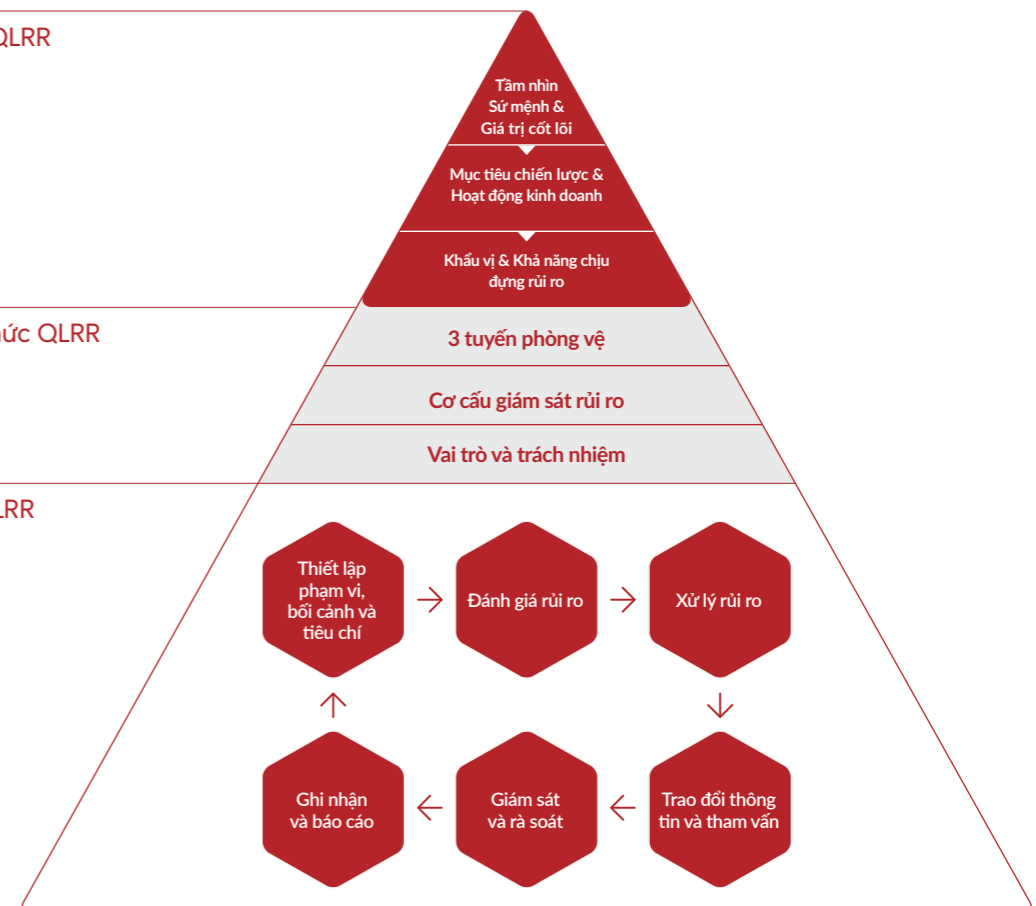 QLRR
Tầm nhìn
Sứ mệnh &
Giá trị cốt lõi
Mục tiêu chiến lược &
Hoạt động kinh doanh
Khẩu vị & Khả năng chịu
đựng rủi ro
QLRR
3 tuyến phòng vệ
Cơ cấu giám sát rủi ro
Vai trò và trách nhiệm
Thiết lập
phạm vi,
bối cảnh và
tiêu chí
Đánh giá rủi ro
Xử lý rủi ro
Ghi nhận
và báo cáo
Giám sát
và rà soát
Trao đổi thông
tin và tham vấn